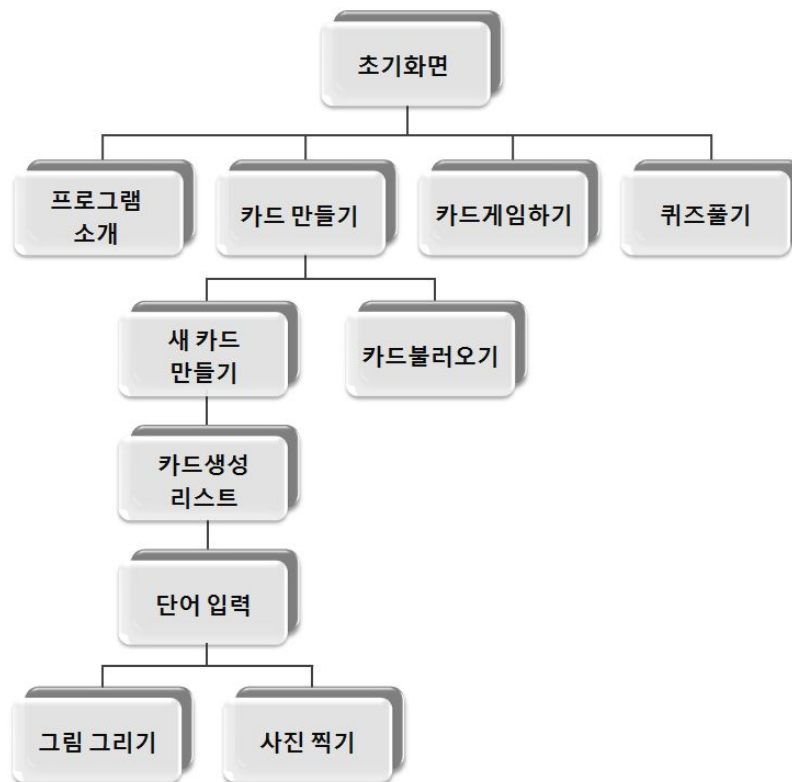 초기화면
프로그램
소개
카드 만들기
카드게임하기
퀴즈풀기
새 카드
만들기
카드불러오기
카드생성
리스트
단어 입력
그림 그리기
사진 찍기